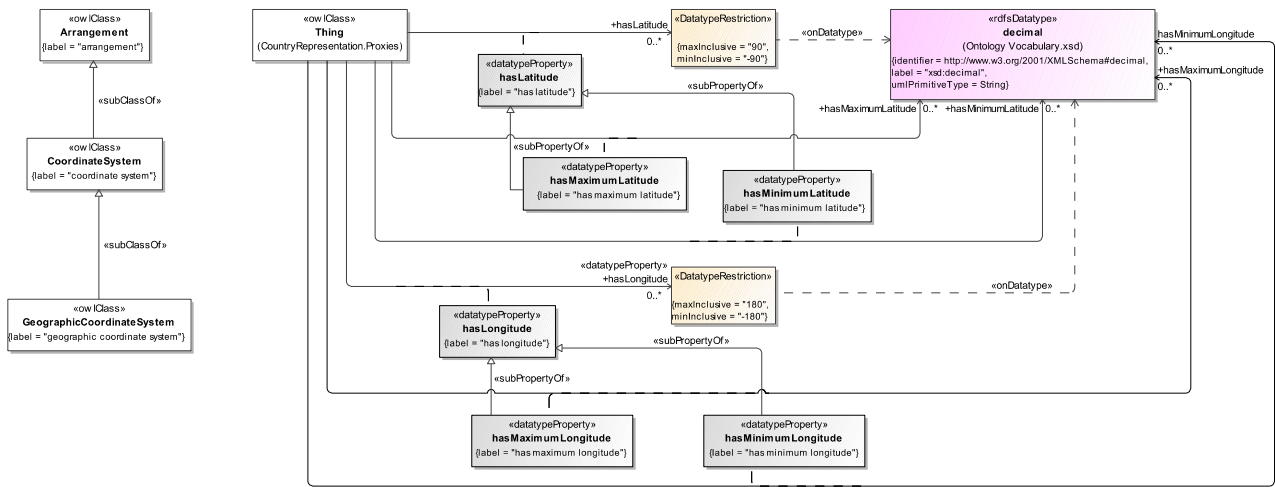 «owlClass»
Arrangement
{label = "arrangement"}
«subClassOf»
«owlClass»
CoordinateSystem
{label = "coordinate system"}
«subClassOf»
«owlClass»
GeographicCoordinateSystem
{label = "geographic coordinate system"}
«owlClass»
Thing
(CountryRepresentation.Proxies)
+hasLatitude
0..*
«DatatypeRestriction»
{maxInclusive = "90",
minInclusive = "-90"}
«onDatatype»
«rdfsDatatype»
decimal
(Ontology Vocabulary.xsd)
{identifier = http://www.w3.org/2001/XMLSchema#decimal,
label = "xsd:decimal",
umlPrimitiveType = String}
hasMinimumLongitude
0..*
+hasMaximumLongitude
0..*
+hasMaximumLatitude 0..*
+hasMinimumLatitude 0..*
«datatypeProperty»
hasLatitude
{label = "has latitude"}
«subPropertyOf»
«subPropertyOf»
«datatypeProperty»
hasMaximumLatitude
{label = "has maximum latitude"}
«datatypeProperty»
hasMinimumLatitude
{label = "has minimum latitude"}
«datatypeProperty»
+hasLongitude
0..*
«DatatypeRestriction»
{maxInclusive = "180",
minInclusive = "-180"}
«onDatatype»
«datatypeProperty»
hasLongitude
{label = "has longitude"}
«subPropertyOf»
«subPropertyOf»
«datatypeProperty»
hasMaximumLongitude
{label = "has maximum longitude"}
«datatypeProperty»
hasMinimumLongitude
{label = "has minimum longitude"}